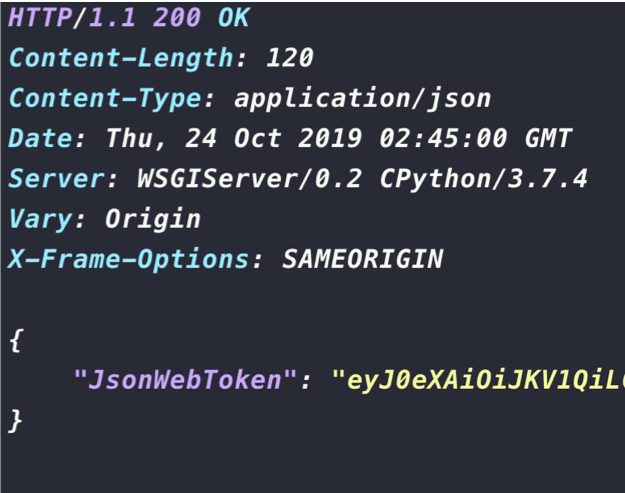 HTTP/1.1 200 OK
Content-Length: 120
Content-Type: application/json
Date: Thu, 24 Oct 2019 02:45:00 GMT
Server: WSGIServer/0.2 CPython/3.7.4
Vary: Origin
X-Frame-Options: SAMEORIGIN
{
"JsonWebToken": "eyJ0eXAiOiJKV1QiL
}